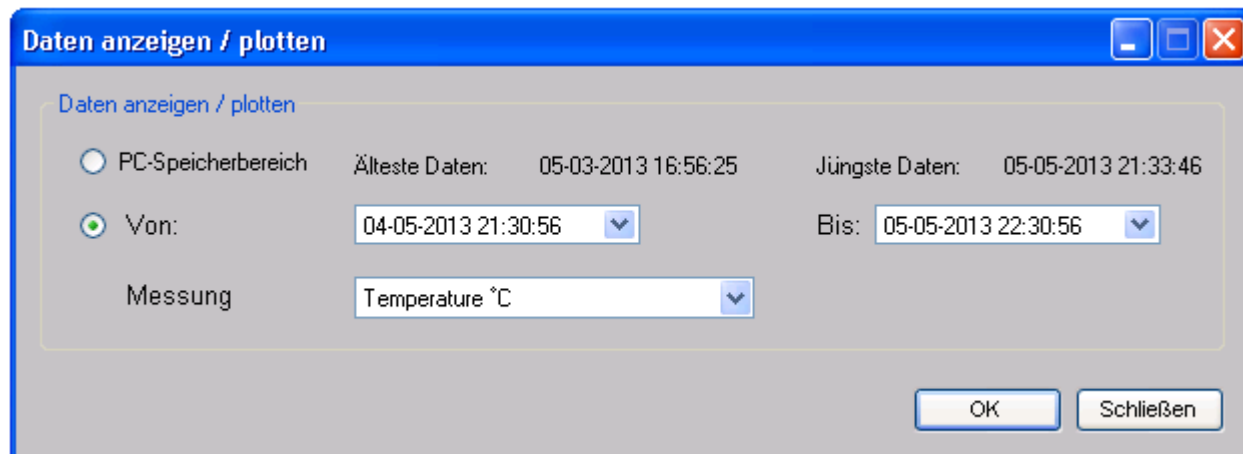 Daten anzeigen / plotten
Daten anzeigen / plotten
PC-Speicherbereich Älteste Daten: 05-03-2013 16:56:25 Jüngste Daten: 05-05-2013 21:33:46
Von: 04-05-2013 21:30:56 Bis: 05-05-2013 22:30:56
Messung Temperature °C
OK Schließen